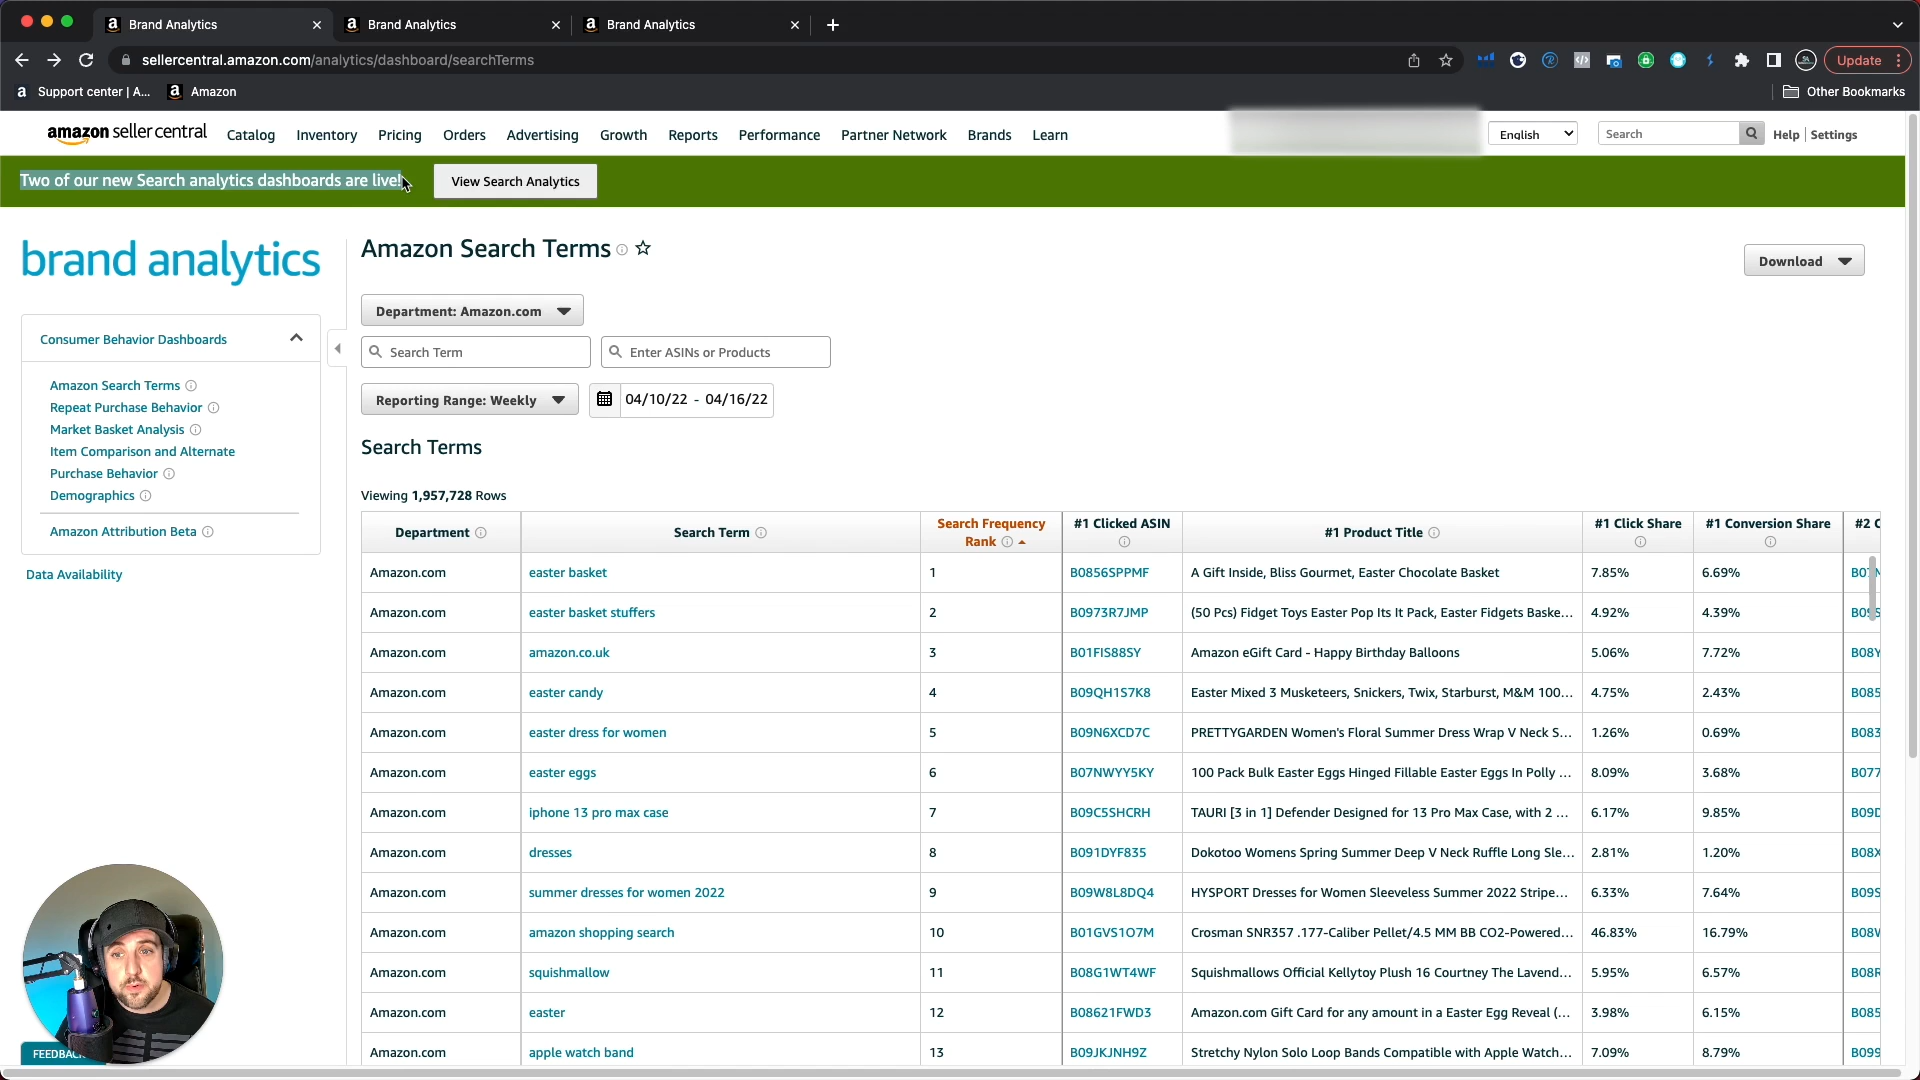 Brand Analytics
Brand Analytics
Brand Analytics
sellercentral.amazon.com/analytics/dashboard/searchTerms
Update
Support center | A...
Amazon
Other Bookmarks
amazon seller central
Catalog
Inventory
Pricing
Orders
Advertising
Growth
Reports
Performance
Partner Network
Brands
Learn
English
Search
Help
Settings
Two of our new Search analytics dashboards are live!
View Search Analytics
brand analytics
Amazon Search Terms
Download
Department: Amazon.com
Consumer Behavior Dashboards
Search Term
Enter ASINs or Products
Amazon Search Terms
Repeat Purchase Behavior
Market Basket Analysis
Item Comparison and Alternate
Purchase Behavior
Demographics
Amazon Attribution Beta
Data Availability
Reporting Range: Weekly
04/10/22 - 04/16/22
Search Terms
Viewing 1,957,728 Rows
Department Search Term Search Frequency Rank #1 Clicked ASIN #1 Product Title #1 Click Share #1 Conversion Share #2 C
Amazon.com easter basket 1 B0856SPPMF A Gift Inside, Bliss Gourmet, Easter Chocolate Basket 7.85% 6.69%
Amazon.com easter basket stuffers 2 B0973R7JMP (50 Pcs) Fidget Toys Easter Pop Its It Pack, Easter Fidgets Baske... 4.92% 4.39%
Amazon.com amazon.co.uk 3 B01FIS88SY Amazon eGift Card - Happy Birthday Balloons 5.06% 7.72% B08Y
Amazon.com easter candy 4 B09QH1S7K8 Easter Mixed 3 Musketeers, Snickers, Twix, Starburst, M&M 100... 4.75% 2.43% B085
Amazon.com easter dress for women 5 B09N6XCD7C PRETTYGARDEN Women's Floral Summer Dress Wrap V Neck S... 1.26% 0.69% B083
Amazon.com easter eggs 6 B07NWYY5KY 100 Pack Bulk Easter Eggs Hinged Fillable Easter Eggs In Polly ... 8.09% 3.68% B077
Amazon.com iphone 13 pro max case 7 B09C5SHCRH TAURI [3 in 1] Defender Designed for 13 Pro Max Case, with 2 ... 6.17% 9.85% B09D
Amazon.com dresses 8 B091DYF835 Dokotoo Womens Spring Summer Deep V Neck Ruffle Long Sle... 2.81% 1.20% B08X
Amazon.com summer dresses for women 2022 9 B09W8L8DQ4 HYSPORT Dresses for Women Sleeveless Summer 2022 Stripe... 6.33% 7.64% B09S
Amazon.com amazon shopping search 10 B01GVS1O7M Crosman SNR357 .177-Caliber Pellet/4.5 MM BB CO2-Powered... 46.83% 16.79% B08V
Amazon.com squishmallow 11 B08G1WT4WF Squishmallows Official Kellytoy Plush 16 Courtney The Lavend... 5.95% 6.57% B08R
Amazon.com easter 12 B08621FWD3 Amazon.com Gift Card for any amount in a Easter Egg Reveal (... 3.98% 6.15% B085
Amazon.com apple watch band 13 B09JKJNH9Z Stretchy Nylon Solo Loop Bands Compatible with Apple Watch... 7.09% 8.79% B099
FEEDBACK